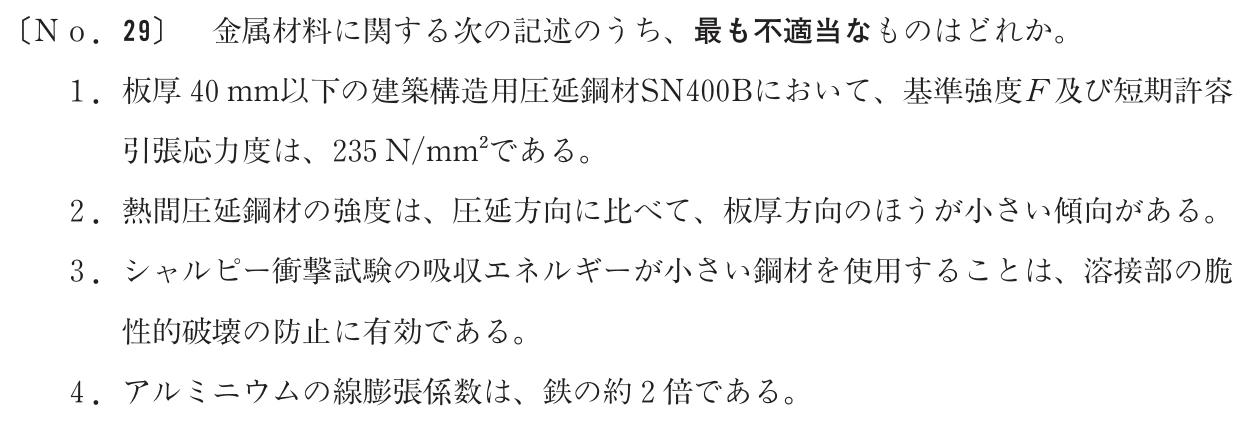 〔Ｎｏ．29〕　金属材料に関する次の記述のうち、最も不適当なものはどれか。
１．板厚 40 mm以下の建築構造用圧延鋼材SN400Bにおいて、基準強度F及び短期許容
引張応力度は、235 N/mm²である。
２．熱間圧延鋼材の強度は、圧延方向に比べて、板厚方向のほうが小さい傾向がある。
３．シャルピー衝撃試験の吸収エネルギーが小さい鋼材を使用することは、溶接部の脆
性的破壊の防止に有効である。
４．アルミニウムの線膨張係数は、鉄の約２倍である。